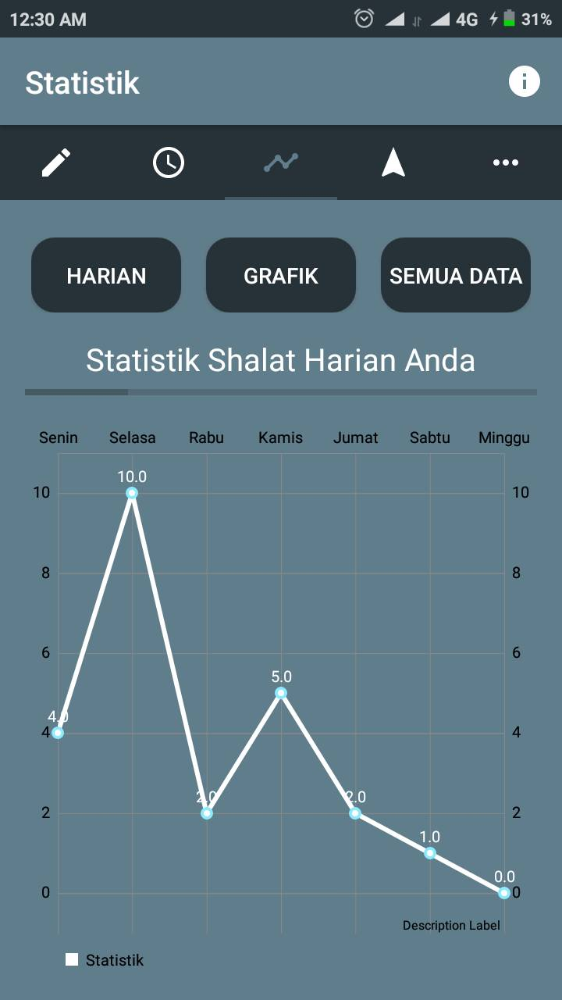 12:30 AM 4G 31%
Statistik
HARIAN GRAFIK SEMUA DATA
Statistik Shalat Harian Anda
Senin Selasa Rabu Kamis Jumat Sabtu Minggu
10.0
10 10
8 8
6 6
5.0
4.0
4 4
2.0 2.0
2 2
1.0
0.0
0 0
Description Label
Statistik